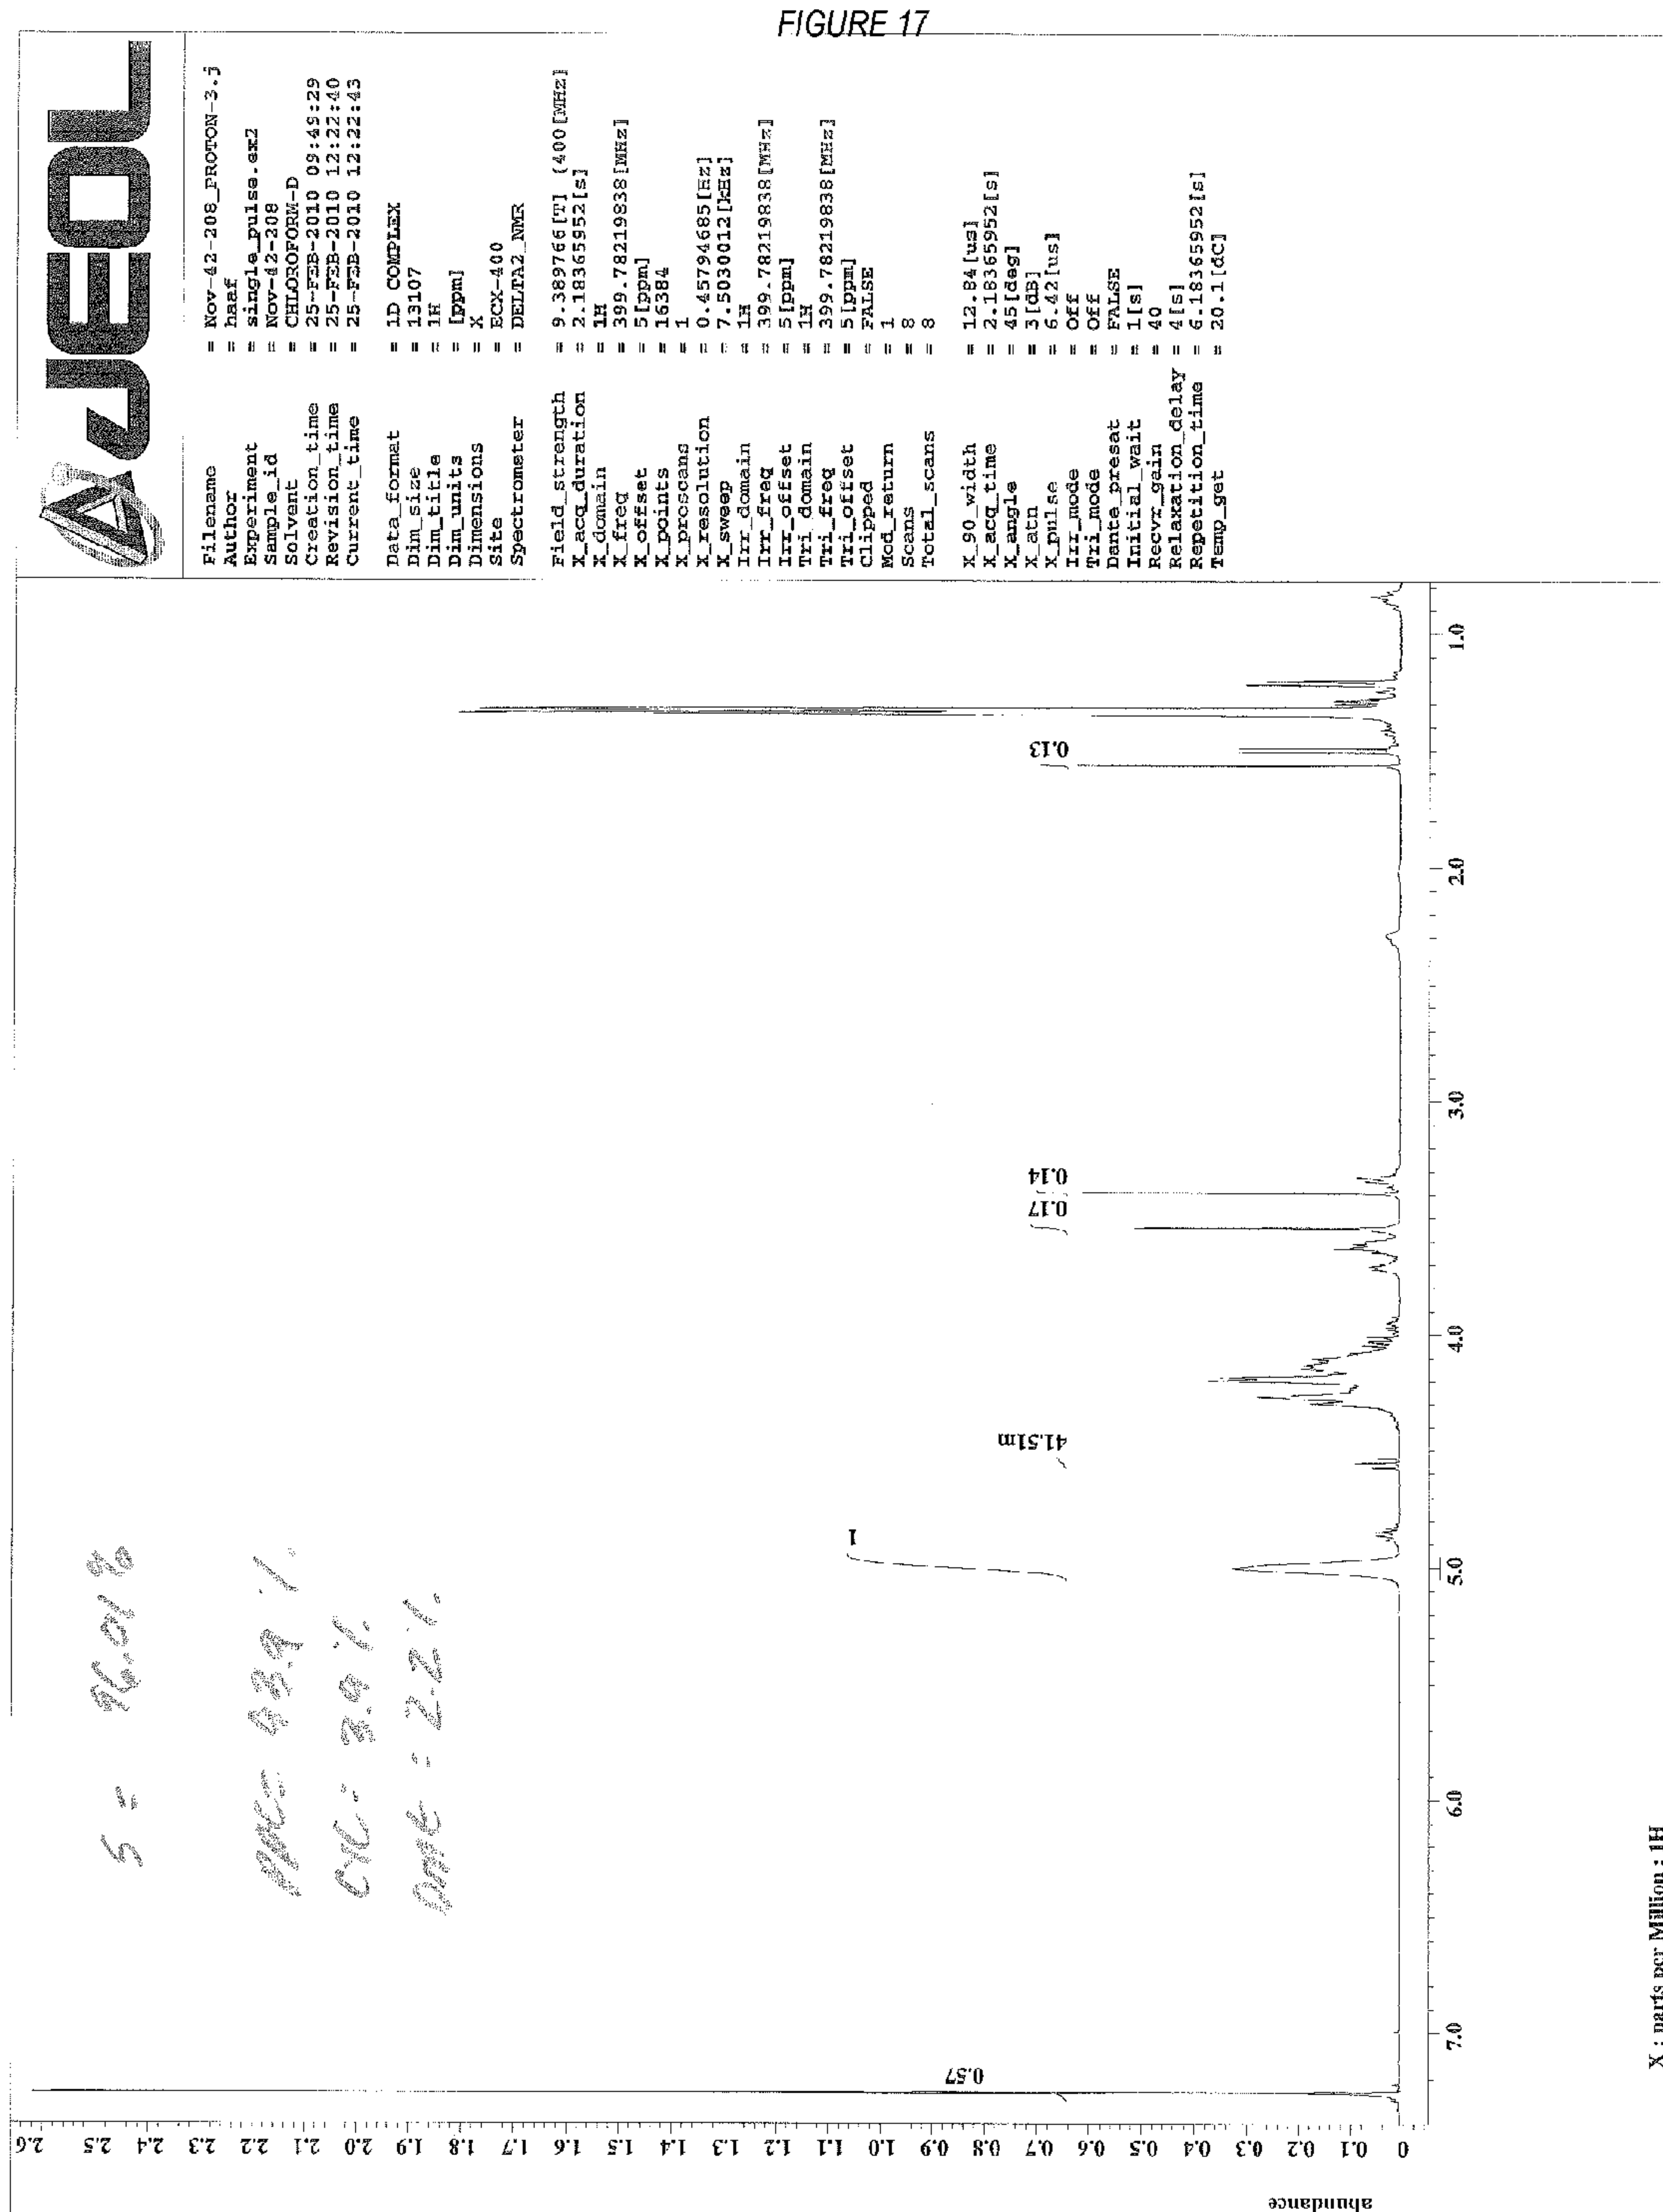 FIGURE 17
JEOL
Filename = Nov-42-208_PROTON-3.j
Author = haaf
Experiment = single_pulse.ex2
Sample_id = Nov-42-208
Solvent = CHLOROFORM-D
Creation_time = 25-FEB-2010 09:49:29
Revision_time = 25-FEB-2010 12:22:40
Current_time = 25-FEB-2010 12:22:43
Data_format = 1D COMPLEX
Dim_size = 13107
Dim_title = 1H
Dim_units = [ppm]
Dimensions = X
Site = ECX-400
Spectrometer = DELTA2_NMR
Field_strength = 9.389766[T] (400[MHz]
X_acq_duration = 2.18365952[s]
X_domain = 1H
X_freq = 399.78219838[MHz]
X_offset = 5[ppm]
X_points = 16384
X_prescans = 1
X_resolution = 0.45794685[Hz]
X_sweep = 7.5030012[kHz]
Irr_domain = 1H
Irr_freq = 399.78219838[MHz]
Irr_offset = 5[ppm]
Tri_domain = 1H
Tri_freq = 399.78219838[MHz]
Tri_offset = 5[ppm]
Clipped = FALSE
Mod_return = 1
Scans = 8
Total_scans = 8
X_90_width = 12.84[us]
X_acq_time = 2.18365952[s]
X_angle = 45[deg]
X_atn = 3[dB]
X_pulse = 6.42[us]
Irr_mode = Off
Tri_mode = Off
Dante_presat = FALSE
Initial_wait = 1[s]
Recvr_gain = 40
Relaxation_delay = 4[s]
Repetition_time = 6.18365952[s]
Temp_get = 20.1[dC]
S = 96.01 %
: 3.9 %.
: 2.2 %.
0.57
1
41.51m
0.17
0.14
0.13
abundance
0 0.1 0.2 0.3 0.4 0.5 0.6 0.7 0.8 0.9 1.0 1.1 1.2 1.3 1.4 1.5 1.6 1.7 1.8 1.9 2.0 2.1 2.2 2.3 2.4 2.5 2.6
7.0 6.0 5.0 4.0 3.0 2.0 1.0
X : parts per Million : 1H